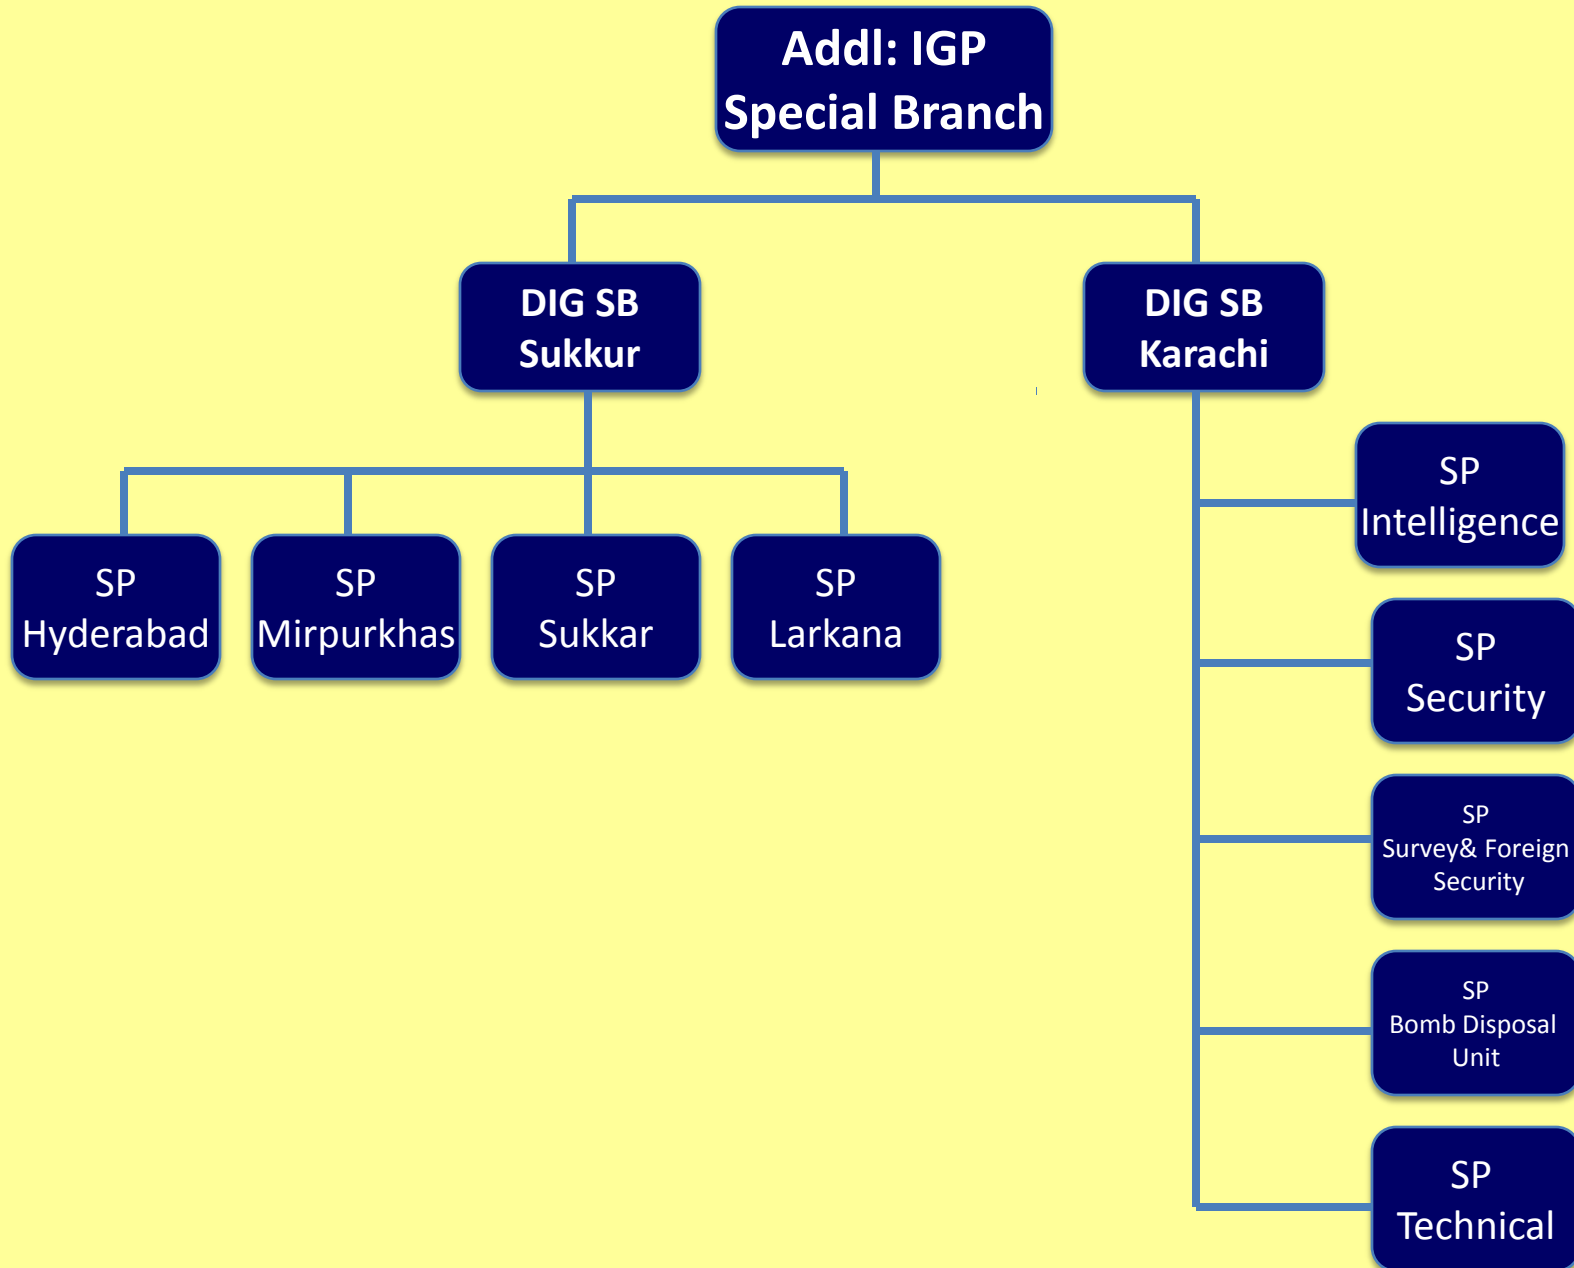 Addl: IGP
Special Branch
DIG SB
Sukkur
DIG SB
Karachi
SP
Hyderabad
SP
Mirpurkhas
SP
Sukkar
SP
Larkana
SP
Intelligence
SP
Security
SP
Survey& Foreign
Security
SP
Bomb Disposal
Unit
SP
Technical